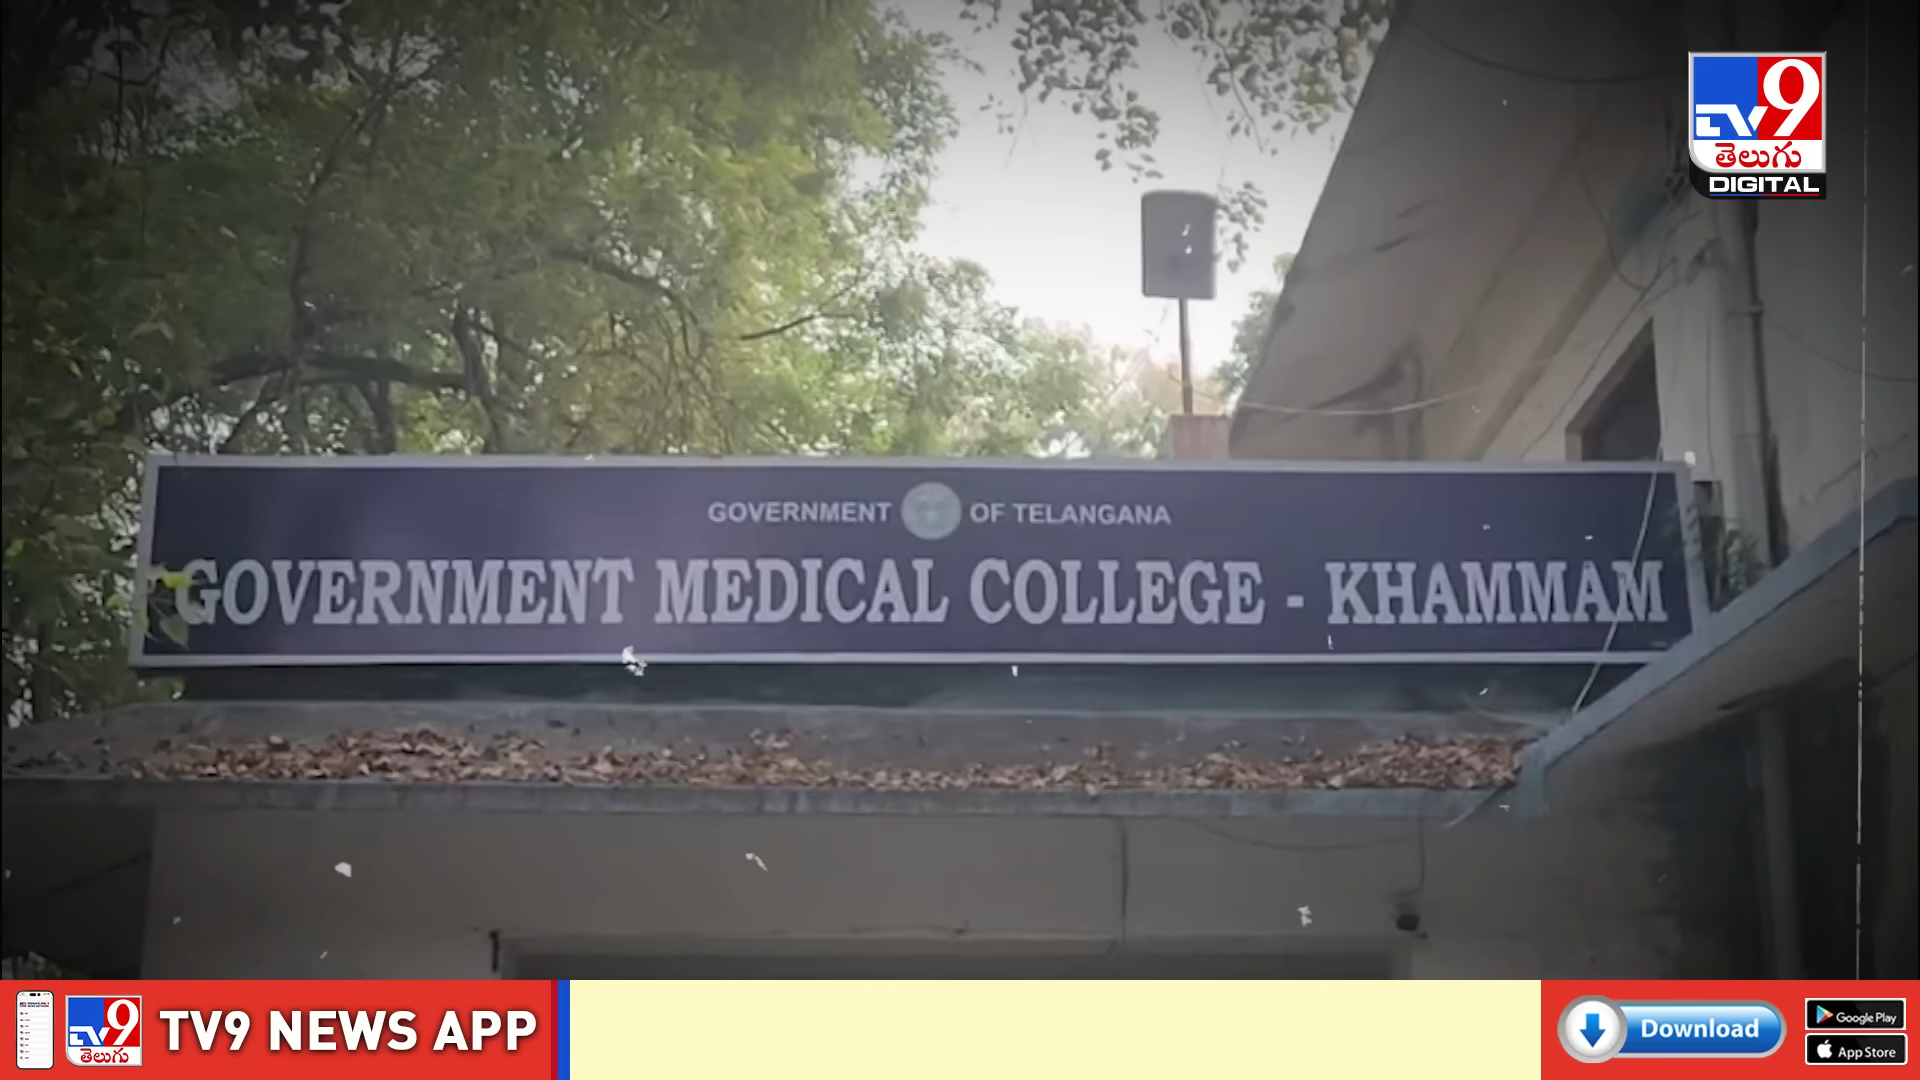 TV9
తెలుగు
DIGITAL
GOVERNMENT OF TELANGANA
GOVERNMENT MEDICAL COLLEGE - KHAMMAM
TV9
తెలుగు
TV9 NEWS APP
Download
Google Play
App Store